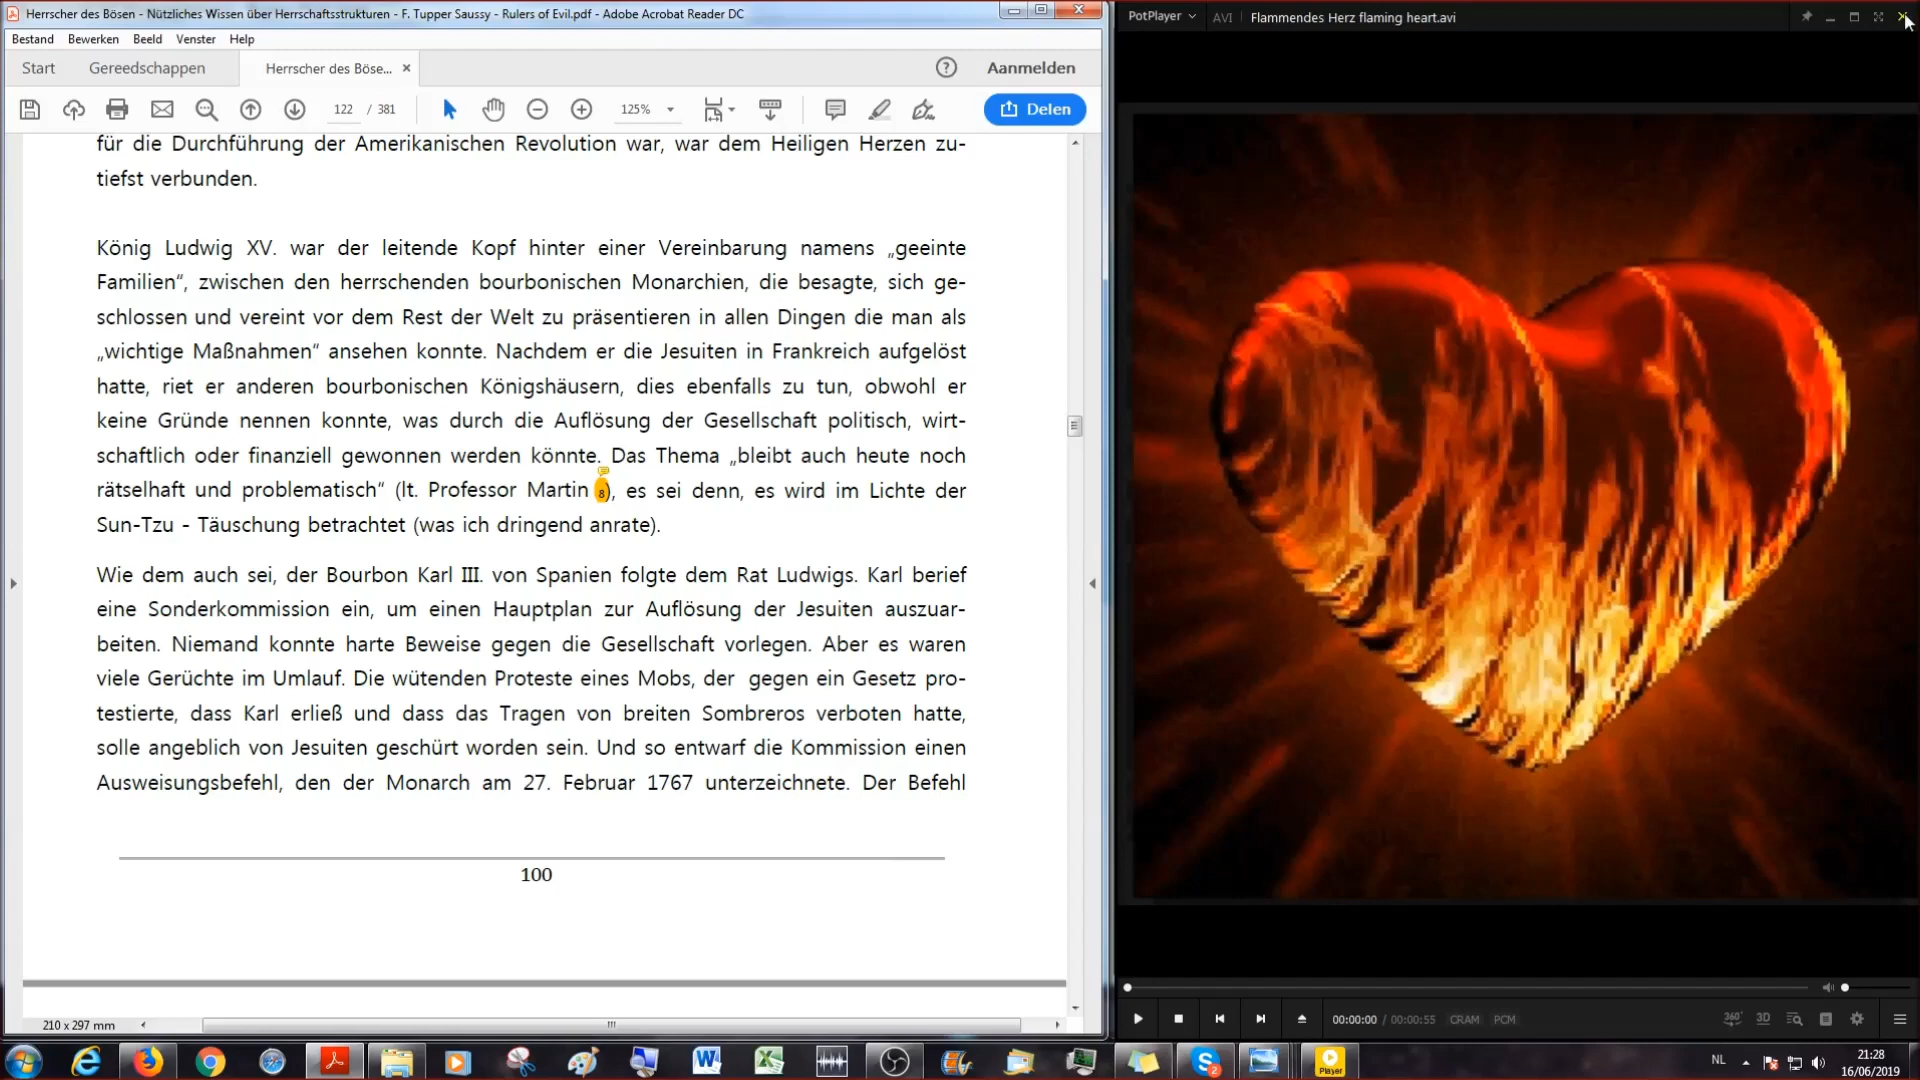 Herrscher des Bösen - Nützliches Wissen über Herrschaftsstrukturen - F. Tupper Saussy - Rulers of Evil.pdf - Adobe Acrobat Reader DC
Bestand Bewerken Beeld Venster Help
Start Gereedschappen Herrscher des Böse... × ? Aanmelden
122 / 381 125% Delen
für die Durchführung der Amerikanischen Revolution war, war dem Heiligen Herzen zu-
tiefst verbunden.
König Ludwig XV. war der leitende Kopf hinter einer Vereinbarung namens „geeinte
Familien“, zwischen den herrschenden bourbonischen Monarchien, die besagte, sich ge-
schlossen und vereint vor dem Rest der Welt zu präsentieren in allen Dingen die man als
„wichtige Maßnahmen“ ansehen konnte. Nachdem er die Jesuiten in Frankreich aufgelöst
hatte, riet er anderen bourbonischen Königshäusern, dies ebenfalls zu tun, obwohl er
keine Gründe nennen konnte, was durch die Auflösung der Gesellschaft politisch, wirt-
schaftlich oder finanziell gewonnen werden könnte. Das Thema „bleibt auch heute noch
rätselhaft und problematisch“ (lt. Professor Martin 8), es sei denn, es wird im Lichte der
Sun-Tzu - Täuschung betrachtet (was ich dringend anrate).
Wie dem auch sei, der Bourbon Karl III. von Spanien folgte dem Rat Ludwigs. Karl berief
eine Sonderkommission ein, um einen Hauptplan zur Auflösung der Jesuiten auszuar-
beiten. Niemand konnte harte Beweise gegen die Gesellschaft vorlegen. Aber es waren
viele Gerüchte im Umlauf. Die wütenden Proteste eines Mobs, der gegen ein Gesetz pro-
testierte, dass Karl erließ und dass das Tragen von breiten Sombreros verboten hatte,
solle angeblich von Jesuiten geschürt worden sein. Und so entwarf die Kommission einen
Ausweisungsbefehl, den der Monarch am 27. Februar 1767 unterzeichnete. Der Befehl
100
210 x 297 mm
PotPlayer AVI Flammendes Herz flaming heart.avi
00:00:00 / 00:00:55 CRAM PCM
360° 3D
Player
2
NL
21:28
16/06/2019